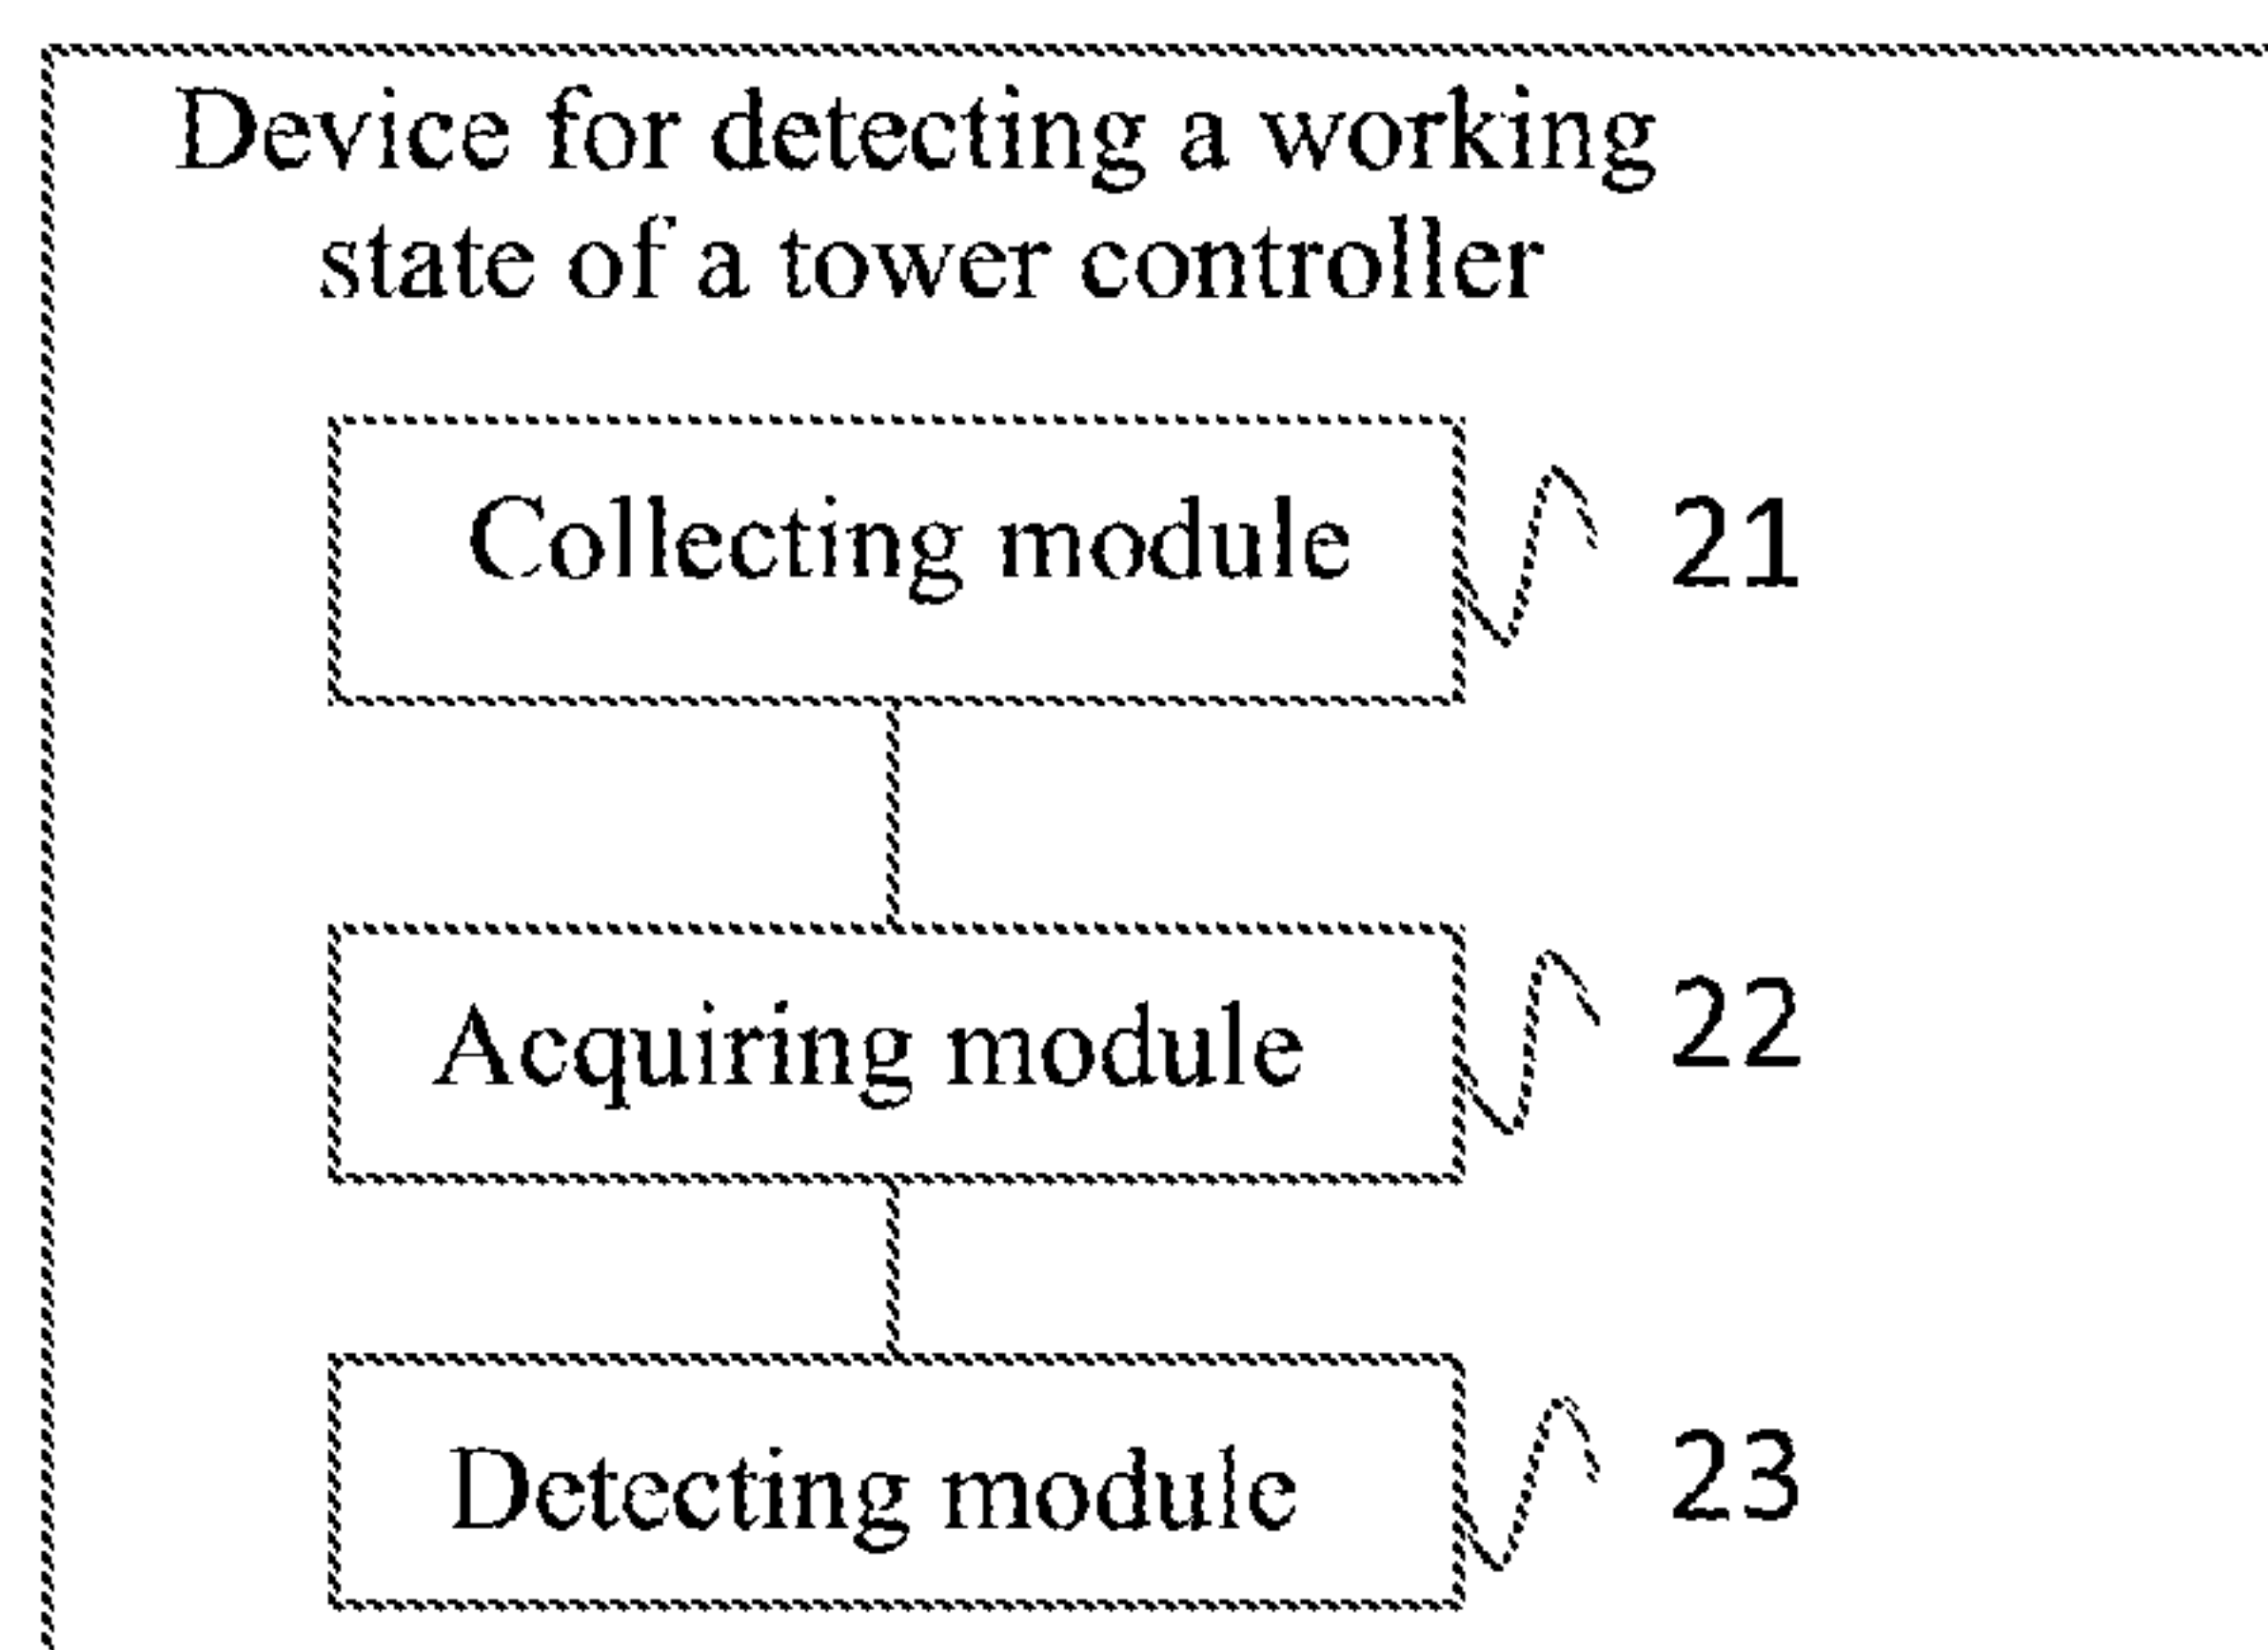 Device for detecting a working
state of a tower controller
Collecting module
21
Acquiring module
22
Detecting module
23